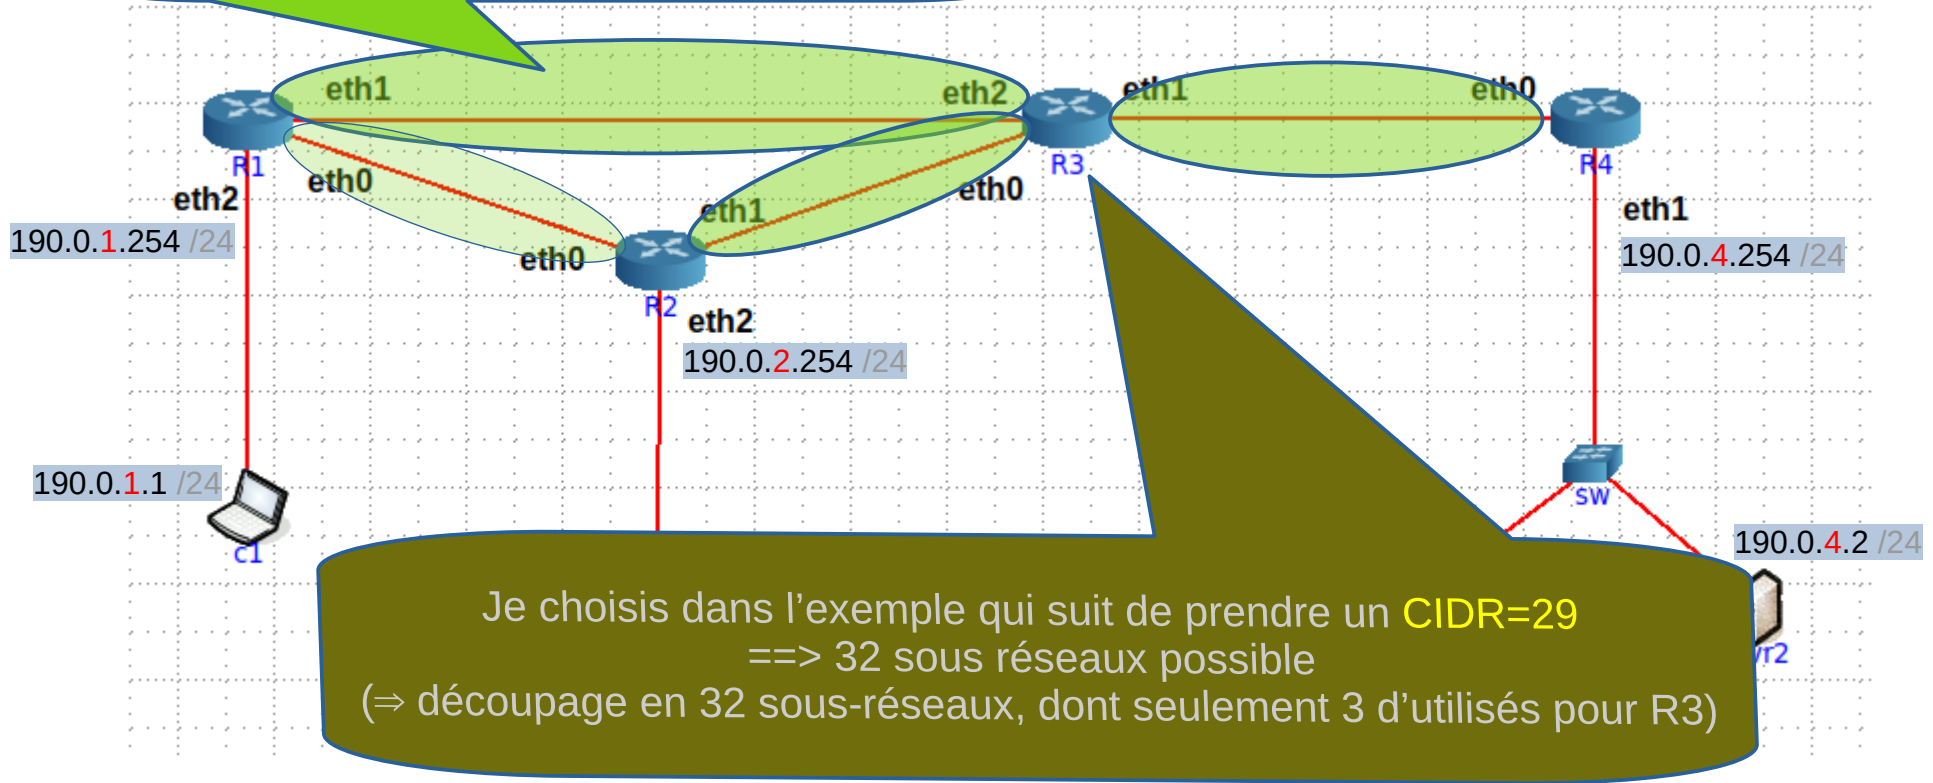 eth1
eth2
eth1
eth0
R1
R3
R4
eth0
eth2
eth1
eth0
eth1
190.0.1.254 /24
190.0.4.254 /24
eth0
R2
eth2
190.0.2.254 /24
190.0.1.1 /24
sw
c1
190.0.4.2 /24
Je choisis dans l’exemple qui suit de prendre un CIDR=29
==> 32 sous réseaux possible
(⇒ découpage en 32 sous-réseaux, dont seulement 3 d’utilisés pour R3)
vr2